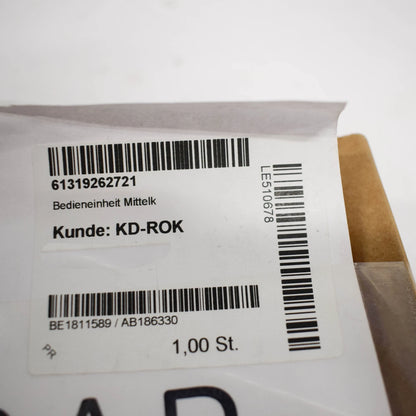 61319262721
Bedieneinheit Mittelk
Kunde: KD-ROK
LE510678
BE1811589 / AB186330
PR
1,00 St.